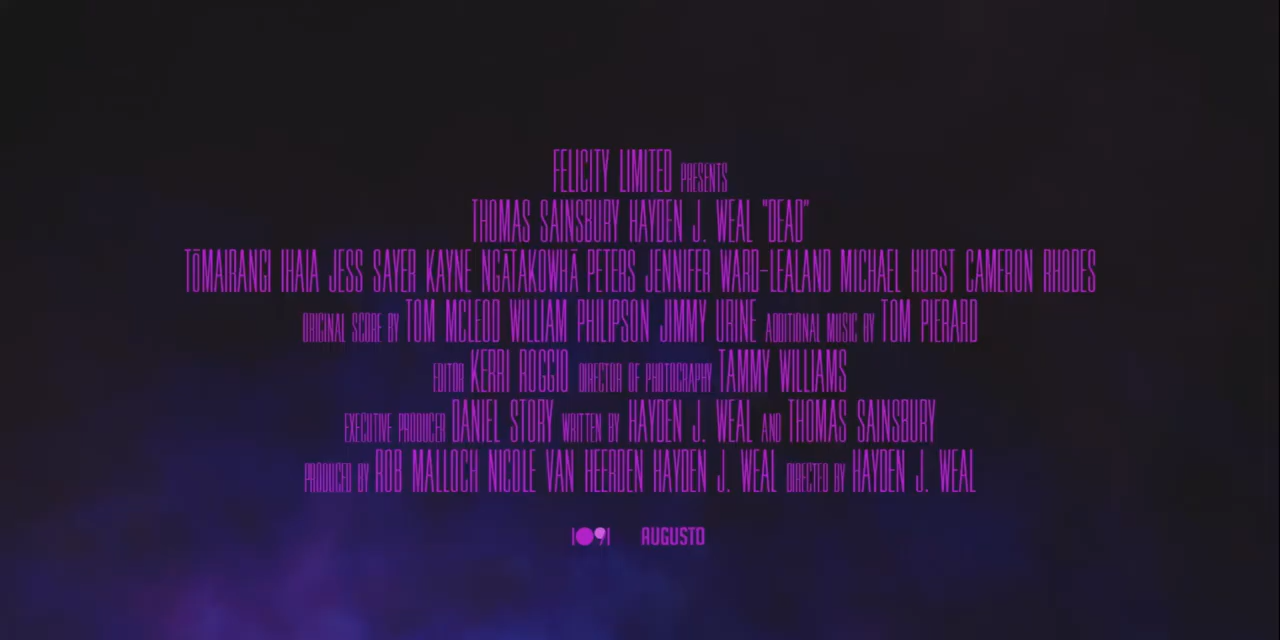 FELICITY LIMITED PRESENTS
THOMAS SAINSBURY HAYDEN J. WEAL "DEAD"
TŌMAIRANGI IHAIA JESS SAYER KAYNE NGĀTAKOWHĀ PETERS JENNIFER WARD-LEALAND MICHAEL HURST CAMERON RHODES
ORIGINAL SCORE BY TOM MCLEOD WILLIAM PHILIPSON JIMMY URINE ADDITIONAL MUSIC BY TOM PIERARD
EDITOR KERRI ROGGIO DIRECTOR OF PHOTOGRAPHY TAMMY WILLIAMS
EXECUTIVE PRODUCER DANIEL STORY WRITTEN BY HAYDEN J. WEAL AND THOMAS SAINSBURY
PRODUCED BY ROB MALLOCH NICOLE VAN HEERDEN HAYDEN J. WEAL DIRECTED BY HAYDEN J. WEAL
1091 AUGUSTO